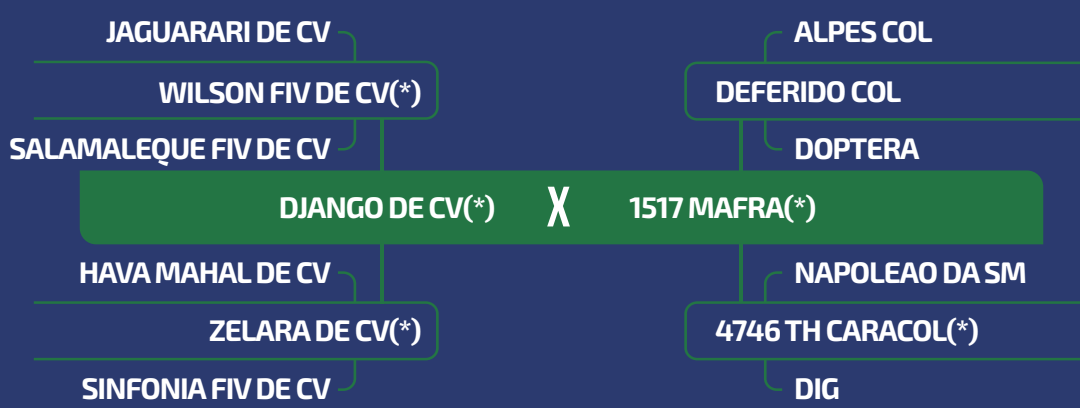 JAGUARARI DE CV
ALPES COL
WILSON FIV DE CV(*)
DEFERIDO COL
SALAMALEQUE FIV DE CV
DOPTERA
DJANGO DE CV(*) X 1517 MAFRA(*)
HAVA MAHAL DE CV
NAPOLEAO DA SM
ZELARA DE CV(*)
4746 TH CARACOL(*)
SINFONIA FIV DE CV
DIG